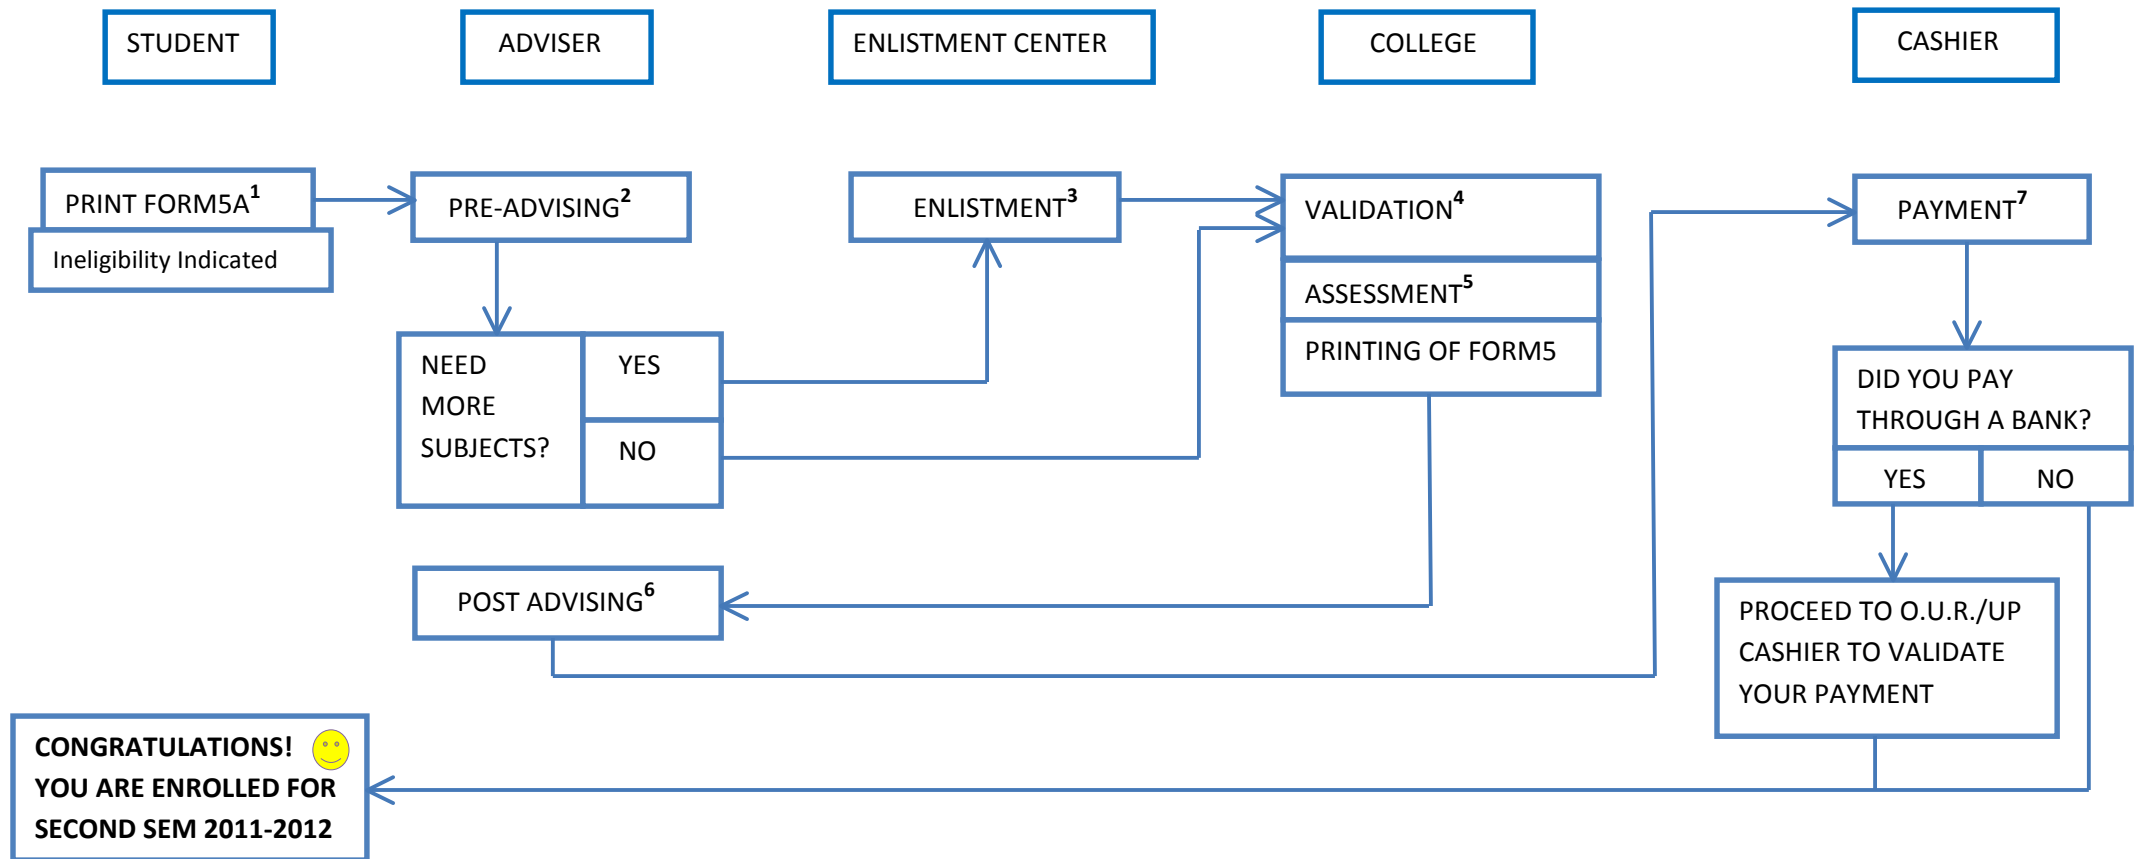 STUDENT
ADVISER
ENLISTMENT CENTER
COLLEGE
CASHIER
PRINT FORM5A¹
Ineligibility Indicated
PRE-ADVISING²
ENLISTMENT³
VALIDATION⁴
ASSESSMENT⁵
PRINTING OF FORM5
PAYMENT⁷
NEED
MORE
SUBJECTS?
YES
NO
DID YOU PAY
THROUGH A BANK?
YES
NO
POST ADVISING⁶
PROCEED TO O.U.R./UP
CASHIER TO VALIDATE
YOUR PAYMENT
CONGRATULATIONS!
YOU ARE ENROLLED FOR
SECOND SEM 2011-2012